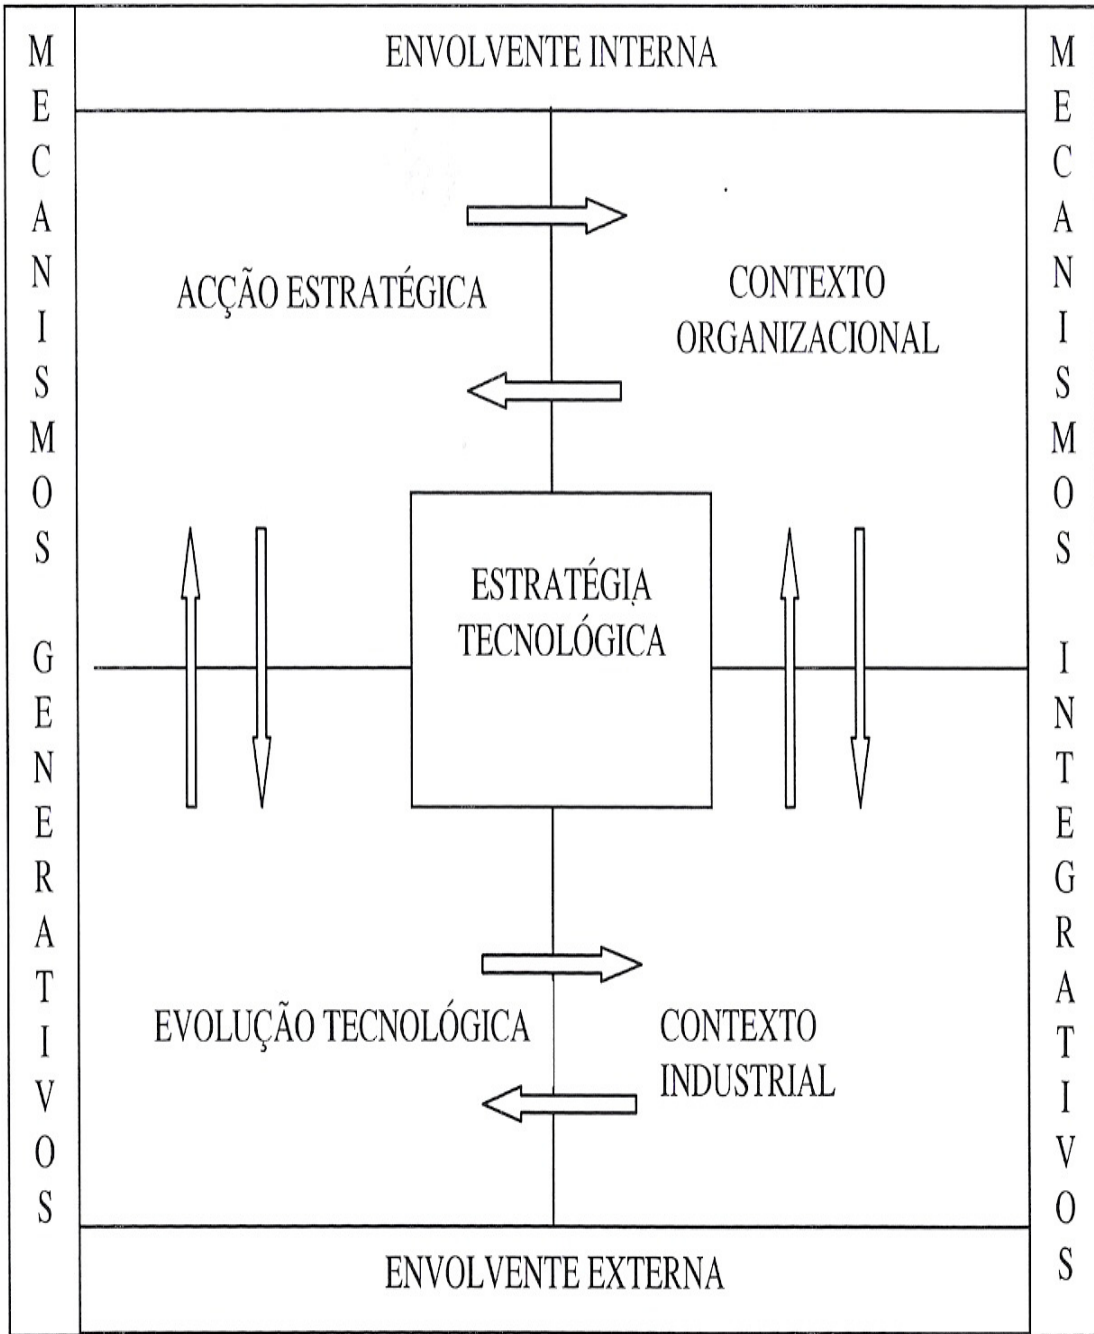 ENVOLVENTE INTERNA
MECANISMOS GENERATIVOS
ACÇÃO ESTRATÉGICA
CONTEXTO
ORGANIZACIONAL
ESTRATÉGIA
TECNOLÓGICA
EVOLUÇÃO TECNOLÓGICA
CONTEXTO
INDUSTRIAL
MECANISMOS INTEGRATIVOS
ENVOLVENTE EXTERNA